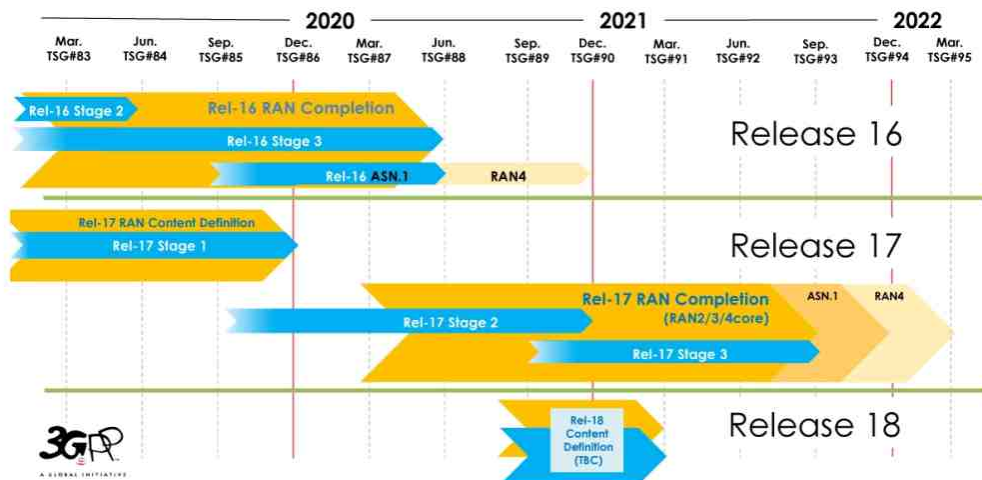 2020
2021
2022
Mar.
TSG#83
Jun.
TSG#84
Sep.
TSG#85
Dec.
TSG#86
Mar.
TSG#87
Jun.
TSG#88
Sep.
TSG#89
Dec.
TSG#90
Mar.
TSG#91
Jun.
TSG#92
Sep.
TSG#93
Dec.
TSG#94
Mar.
TSG#95
Rel-16 Stage 2
Rel-16 RAN Completion
Rel-16 Stage 3
Release 16
Rel-16 ASN.1
RAN4
Rel-17 RAN Content Definition
Rel-17 Stage 1
Release 17
Rel-17 RAN Completion
(RAN2/3/4core)
ASN.1
RAN4
Rel-17 Stage 2
Rel-17 Stage 3
Rel-18
Content
Definition
(TBC)
Release 18
3GPP
A GLOBAL INITIATIVE